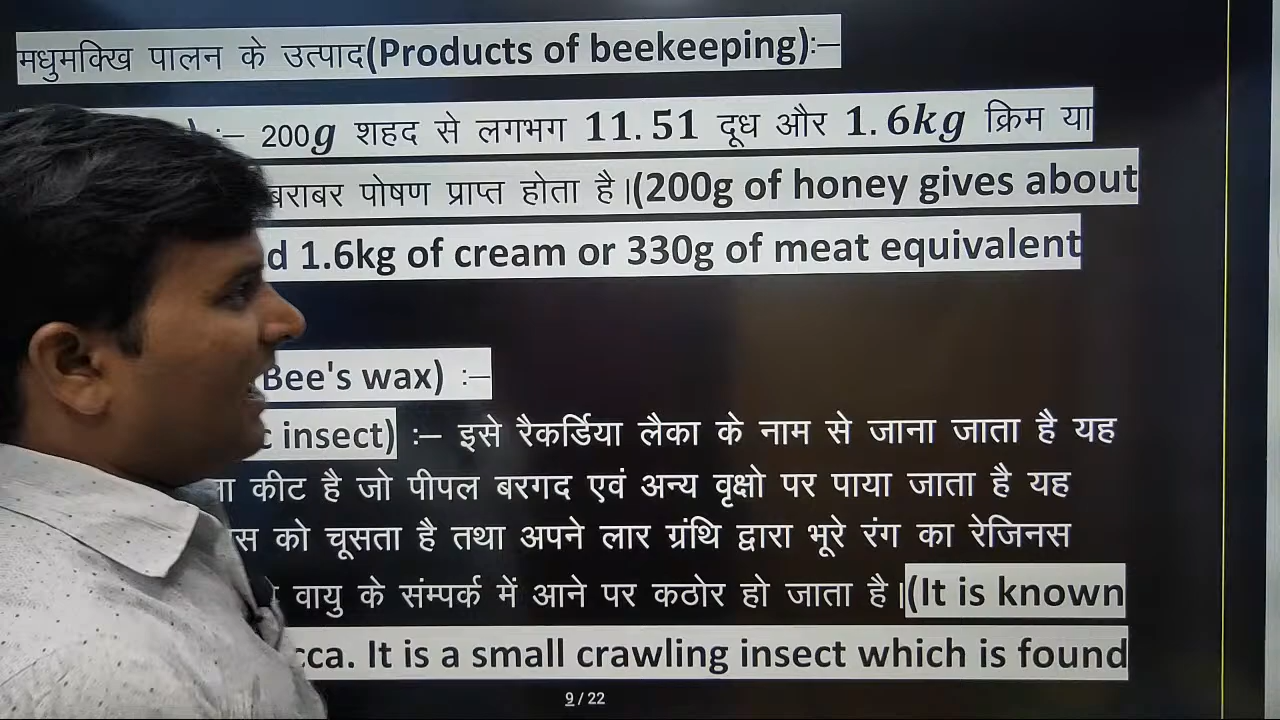 मधुमक्खि पालन के उत्पाद(Products of beekeeping):–
:– 200g शहद से लगभग 11.51 दूध और 1.6kg क्रिम या
बराबर पोषण प्राप्त होता है।(200g of honey gives about
d 1.6kg of cream or 330g of meat equivalent
(Bee's wax) :–
c insect) :– इसे रैकर्डिया लैका के नाम से जाना जाता है यह
कीट है जो पीपल बरगद एवं अन्य वृक्षो पर पाया जाता है यह
को चूसता है तथा अपने लार ग्रंथि द्वारा भूरे रंग का रेजिनस
वायु के संम्पर्क में आने पर कठोर हो जाता है।(It is known
cca. It is a small crawling insect which is found
9 / 22